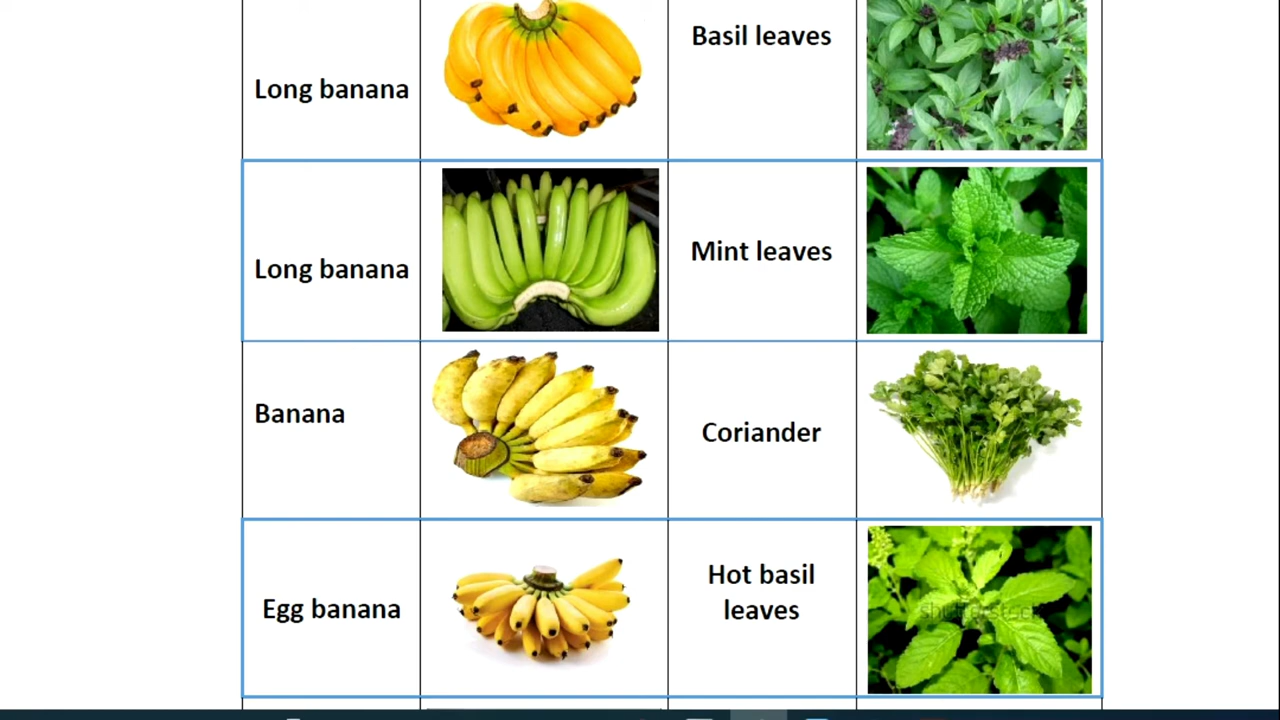 Long banana
Basil leaves
Long banana
Mint leaves
Banana
Coriander
Egg banana
Hot basil
leaves